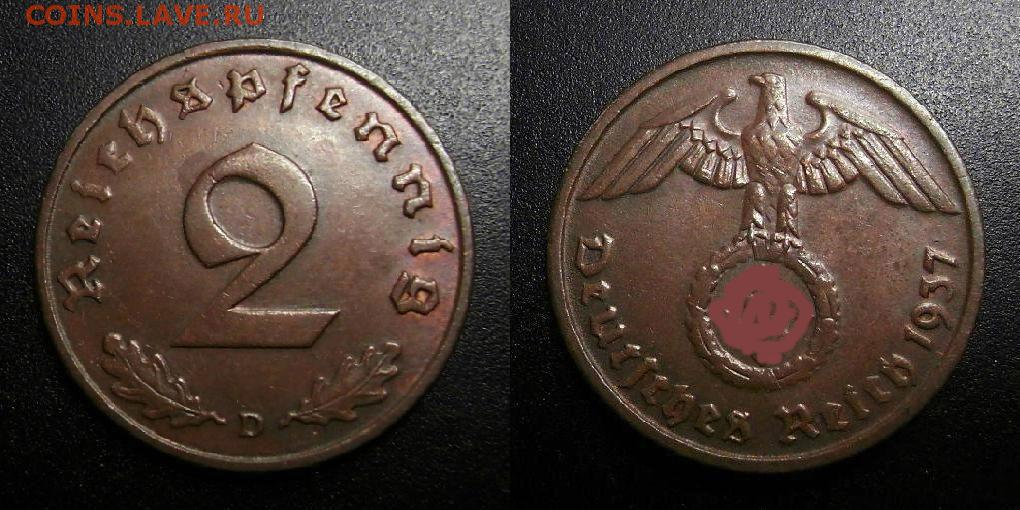 COINS.LAVE.RU
Reichspfennig
2
D
Deutsches Reich 1937